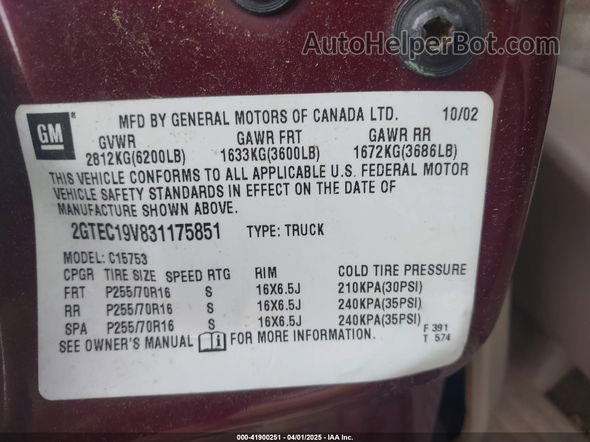 AutoHelperBot.com
GM
MFD BY GENERAL MOTORS OF CANADA LTD. 10/02
GVWR GAWR FRT GAWR RR
2812KG(6200LB) 1633KG(3600LB) 1672KG(3686LB)
THIS VEHICLE CONFORMS TO ALL APPLICABLE U.S. FEDERAL MOTOR
VEHICLE SAFETY STANDARDS IN EFFECT ON THE DATE OF
MANUFACTURE SHOWN ABOVE.
2GTEC19V831175851 TYPE: TRUCK
MODEL: C15753
CPGR TIRE SIZE SPEED RTG RIM COLD TIRE PRESSURE
FRT P255/70R16 S 16X6.5J 210KPA(30PSI)
RR P255/70R16 S 16X6.5J 240KPA(35PSI)
SPA P255/70R16 S 16X6.5J 240KPA(35PSI)
SEE OWNER'S MANUAL FOR MORE INFORMATION.
F 391
T 574
000-41900251 - 04/01/2025 - IAA Inc.